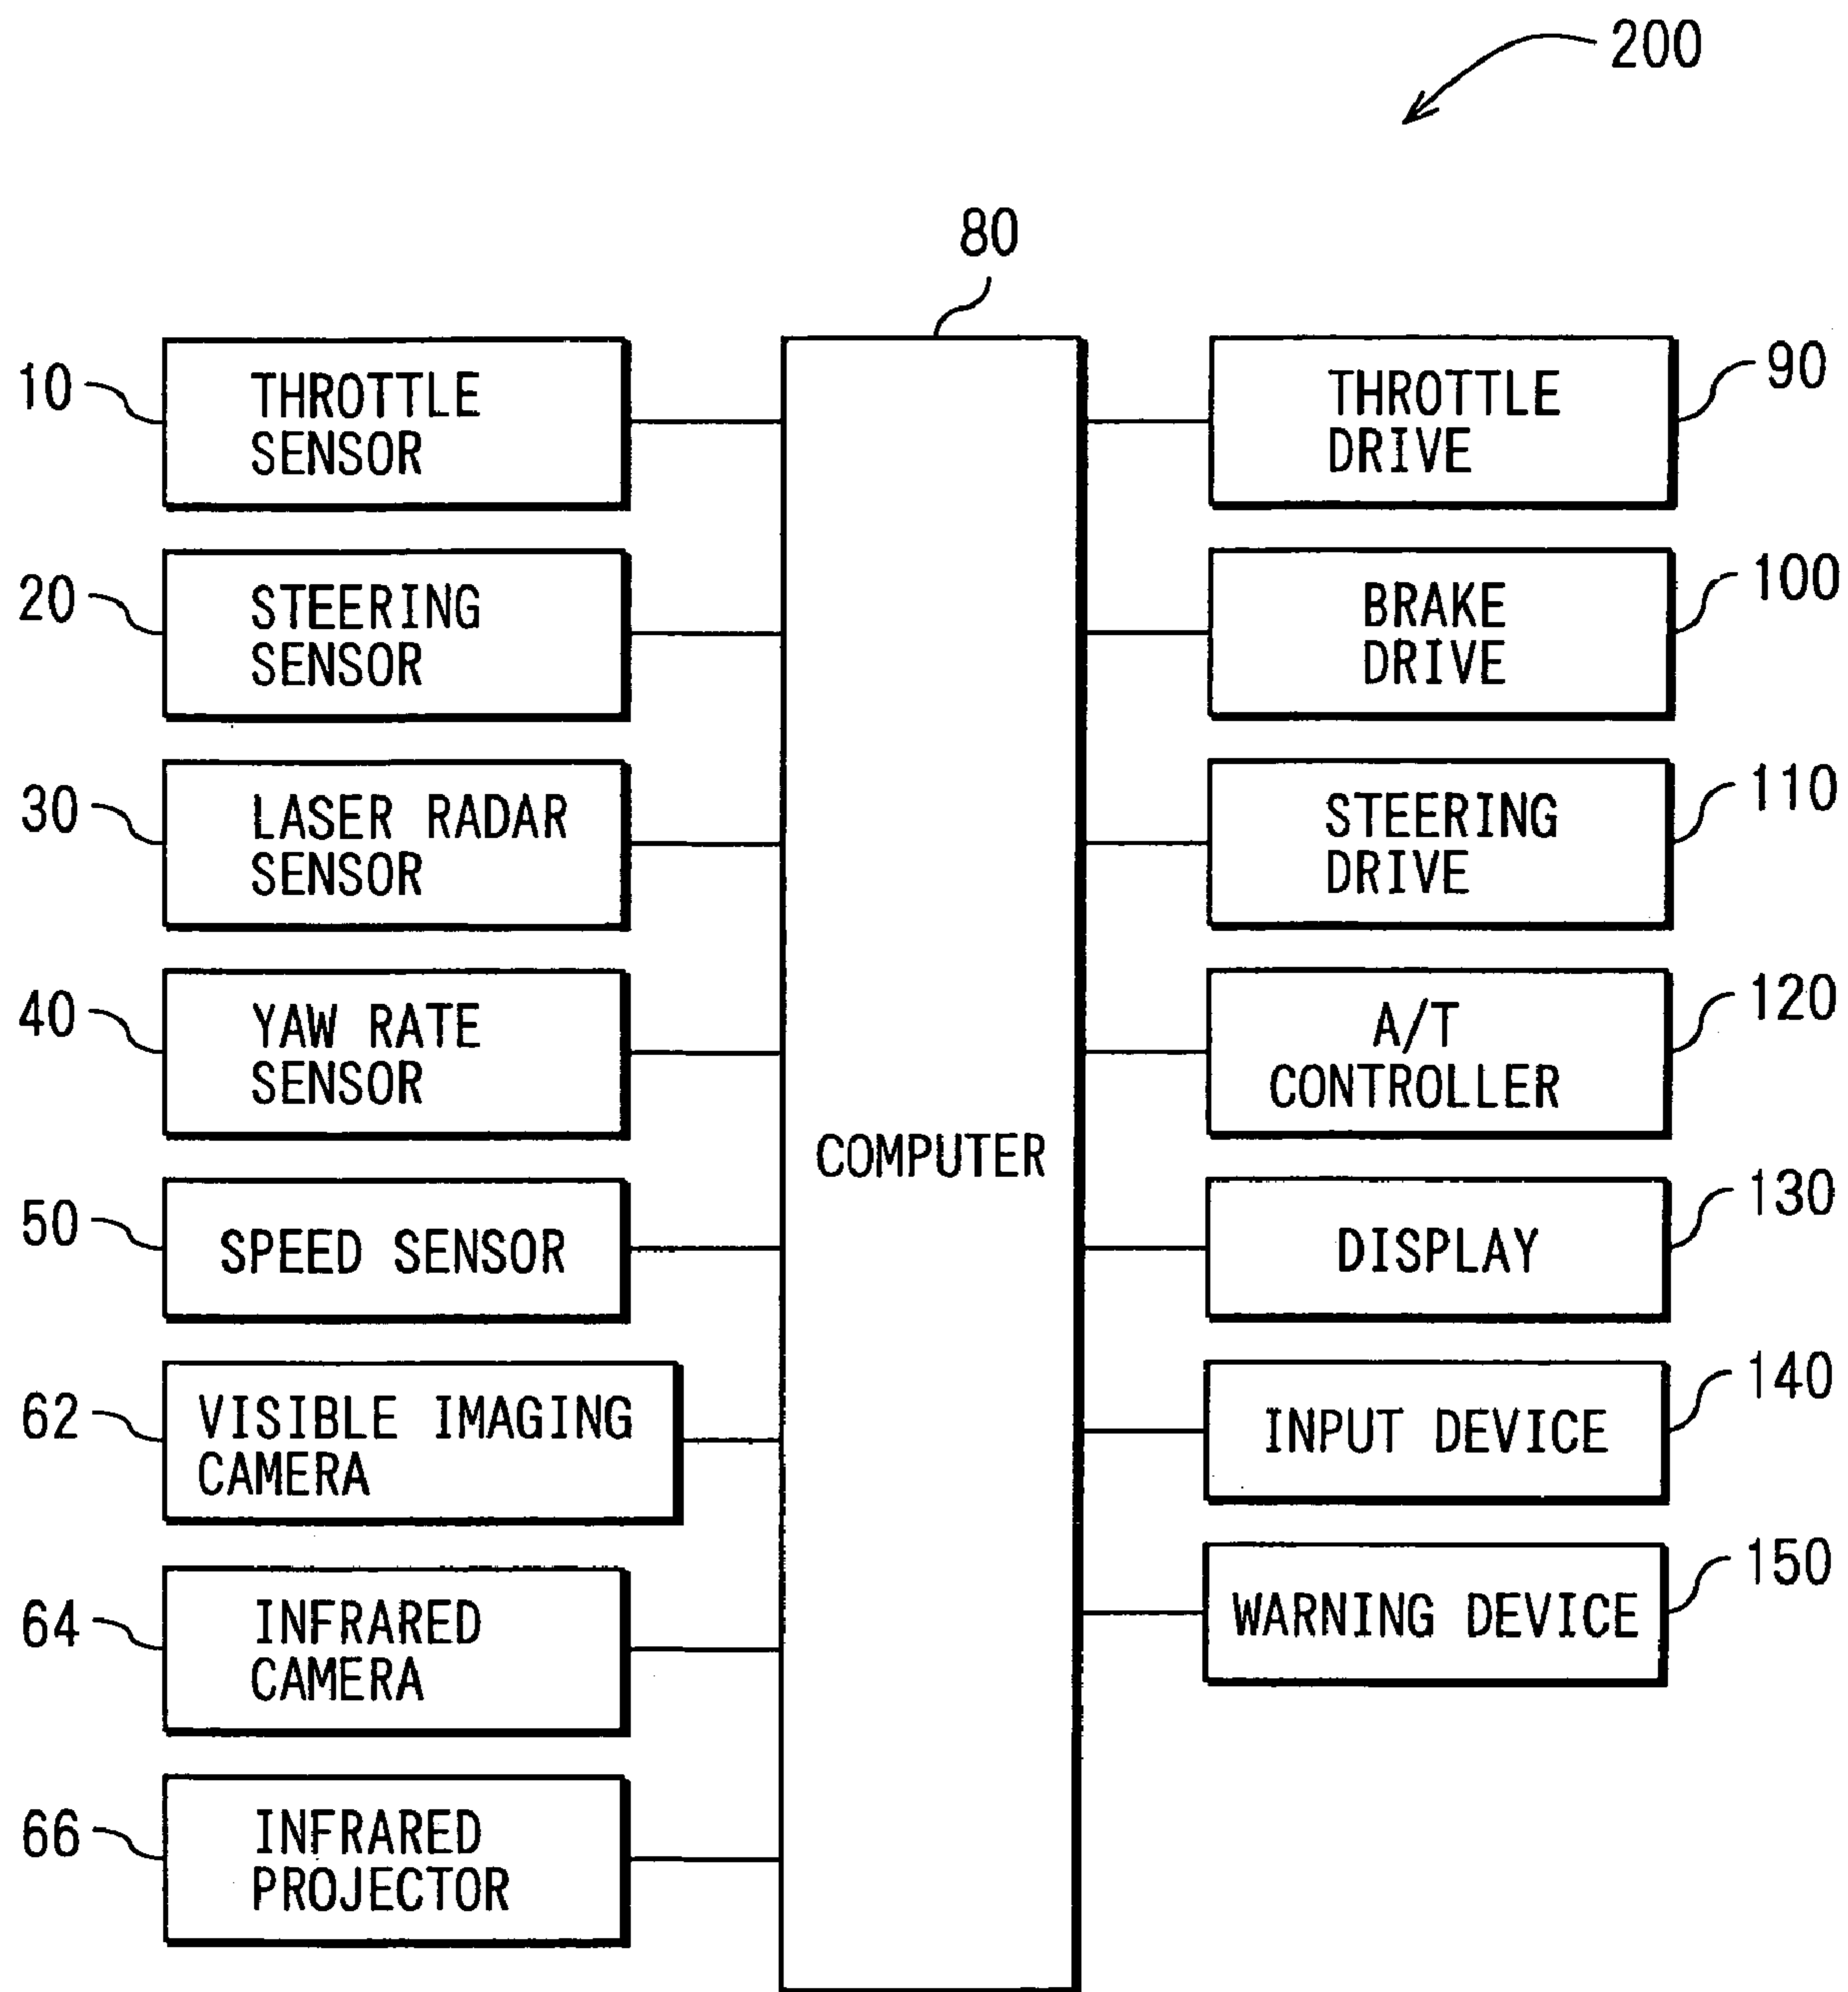 200
80
10
THROTTLE
SENSOR
20
STEERING
SENSOR
30
LASER RADAR
SENSOR
40
YAW RATE
SENSOR
50
SPEED SENSOR
62
VISIBLE IMAGING
CAMERA
64
INFRARED
CAMERA
66
INFRARED
PROJECTOR
COMPUTER
THROTTLE
DRIVE
90
BRAKE
DRIVE
100
STEERING
DRIVE
110
A/T
CONTROLLER
120
DISPLAY
130
INPUT DEVICE
140
WARNING DEVICE
150